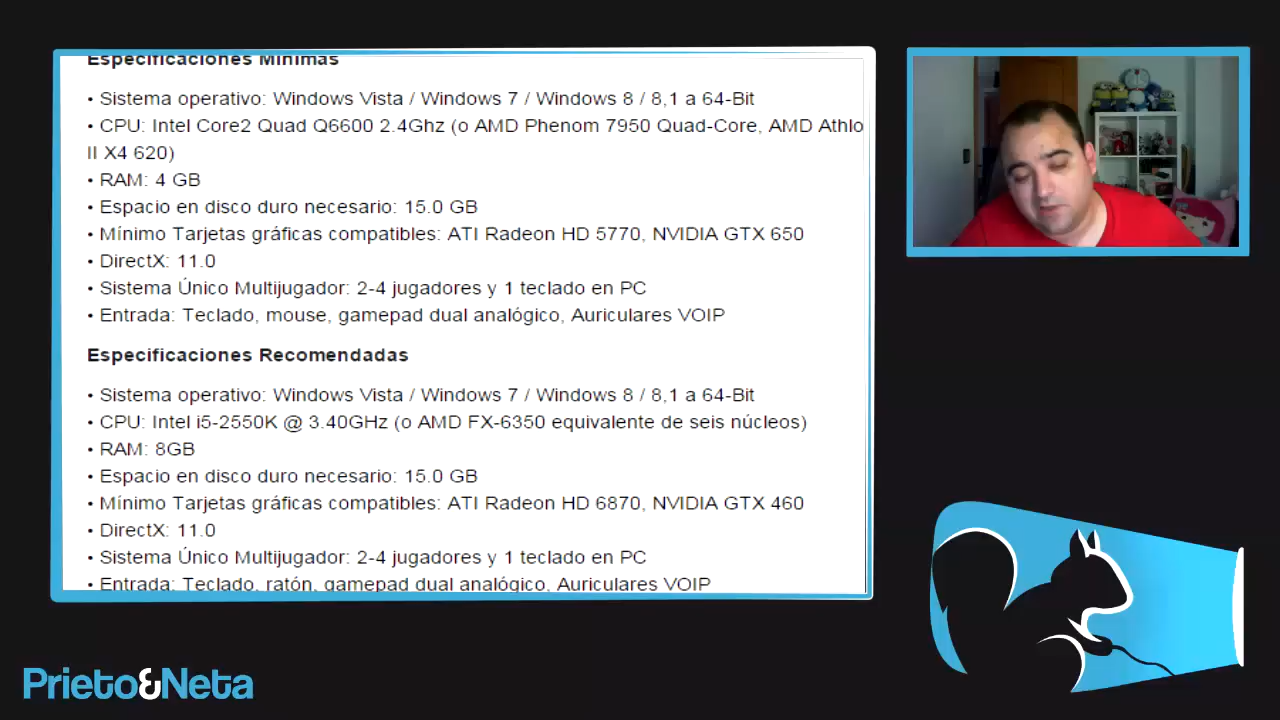 Especificaciones Mínimas
• Sistema operativo: Windows Vista / Windows 7 / Windows 8 / 8,1 a 64-Bit
• CPU: Intel Core2 Quad Q6600 2.4Ghz (o AMD Phenom 7950 Quad-Core, AMD Athlo
II X4 620)
• RAM: 4 GB
• Espacio en disco duro necesario: 15.0 GB
• Mínimo Tarjetas gráficas compatibles: ATI Radeon HD 5770, NVIDIA GTX 650
• DirectX: 11.0
• Sistema Único Multijugador: 2-4 jugadores y 1 teclado en PC
• Entrada: Teclado, mouse, gamepad dual analógico, Auriculares VOIP
Especificaciones Recomendadas
• Sistema operativo: Windows Vista / Windows 7 / Windows 8 / 8,1 a 64-Bit
• CPU: Intel i5-2550K @ 3.40GHz (o AMD FX-6350 equivalente de seis núcleos)
• RAM: 8GB
• Espacio en disco duro necesario: 15.0 GB
• Mínimo Tarjetas gráficas compatibles: ATI Radeon HD 6870, NVIDIA GTX 460
• DirectX: 11.0
• Sistema Único Multijugador: 2-4 jugadores y 1 teclado en PC
• Entrada: Teclado, ratón, gamepad dual analógico, Auriculares VOIP
Prieto&Neta